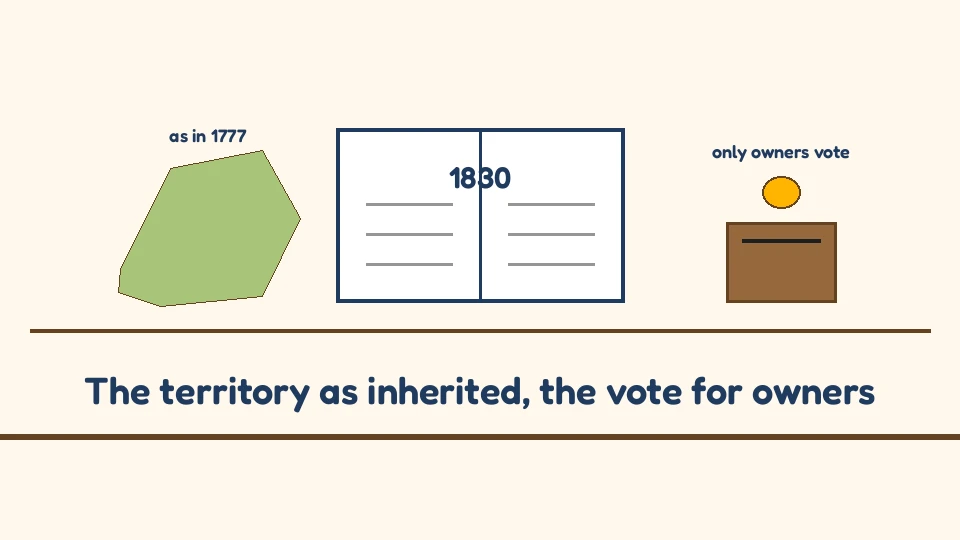 as in 1777
1830
only owners vote
The territory as inherited, the vote for owners